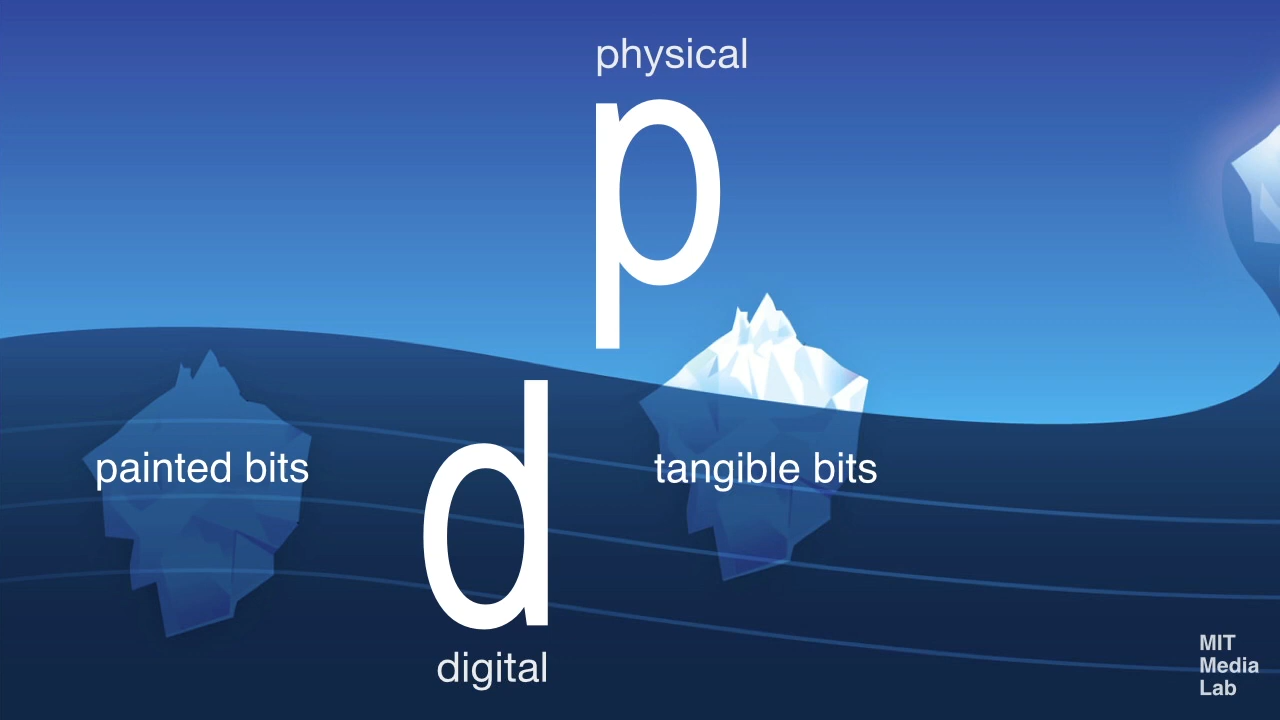 physical
p
d
painted bits
tangible bits
digital
MIT
Media
Lab